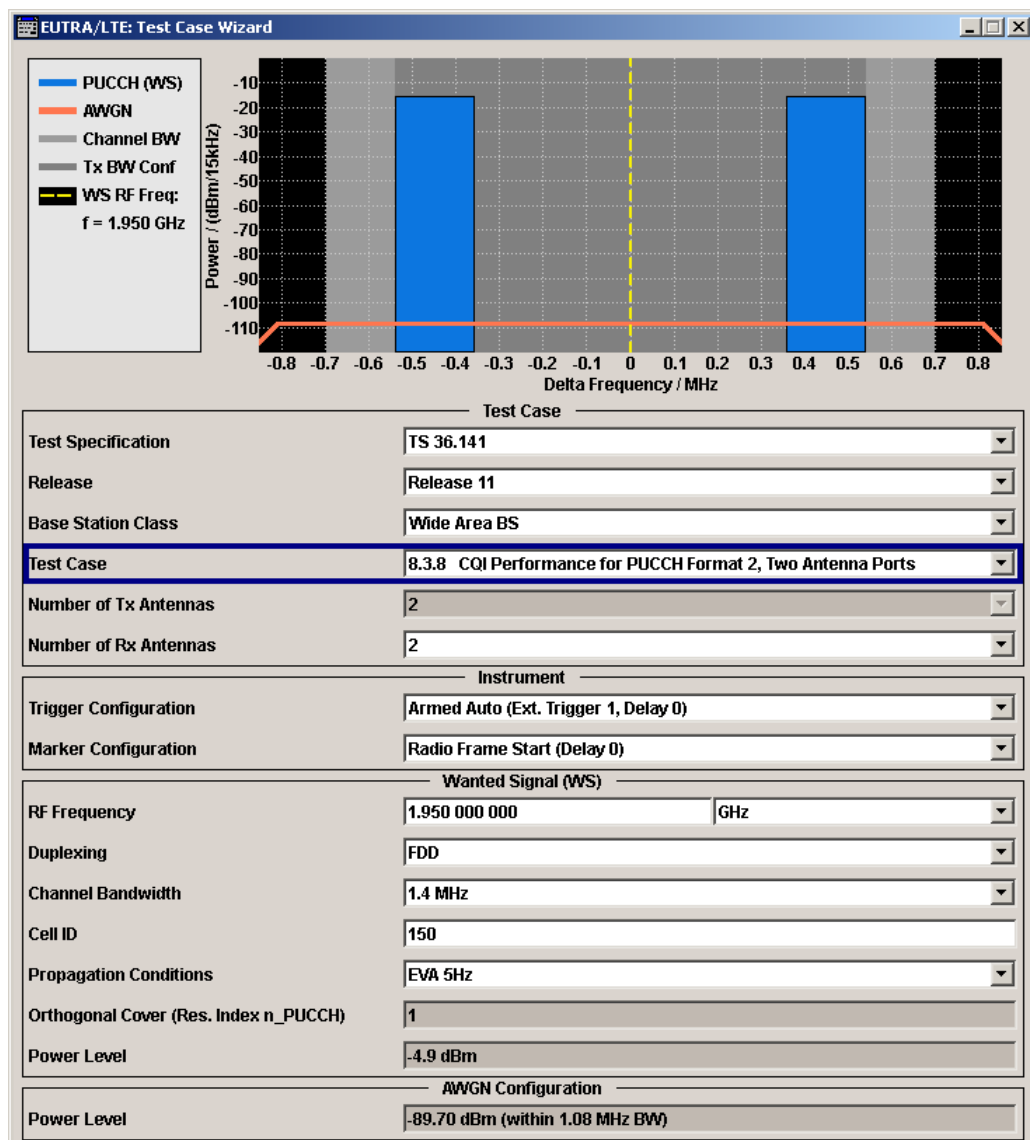 EUTRA/LTE: Test Case Wizard
PUCCH (WS)
AWGN
Channel BW
Tx BW Conf
WS RF Freq:
f = 1.950 GHz
Power / (dBm/15kHz)
-10
-20
-30
-40
-50
-60
-70
-80
-90
-100
-110
-0.8 -0.7 -0.6 -0.5 -0.4 -0.3 -0.2 -0.1 0 0.1 0.2 0.3 0.4 0.5 0.6 0.7 0.8
Delta Frequency / MHz
Test Case
Test Specification TS 36.141
Release Release 11
Base Station Class Wide Area BS
Test Case 8.3.8 CQI Performance for PUCCH Format 2, Two Antenna Ports
Number of Tx Antennas 2
Number of Rx Antennas 2
Instrument
Trigger Configuration Armed Auto (Ext. Trigger 1, Delay 0)
Marker Configuration Radio Frame Start (Delay 0)
Wanted Signal (WS)
RF Frequency 1.950 000 000 GHz
Duplexing FDD
Channel Bandwidth 1.4 MHz
Cell ID 150
Propagation Conditions EVA 5Hz
Orthogonal Cover (Res. Index n_PUCCH) 1
Power Level -4.9 dBm
AWGN Configuration
Power Level -89.70 dBm (within 1.08 MHz BW)